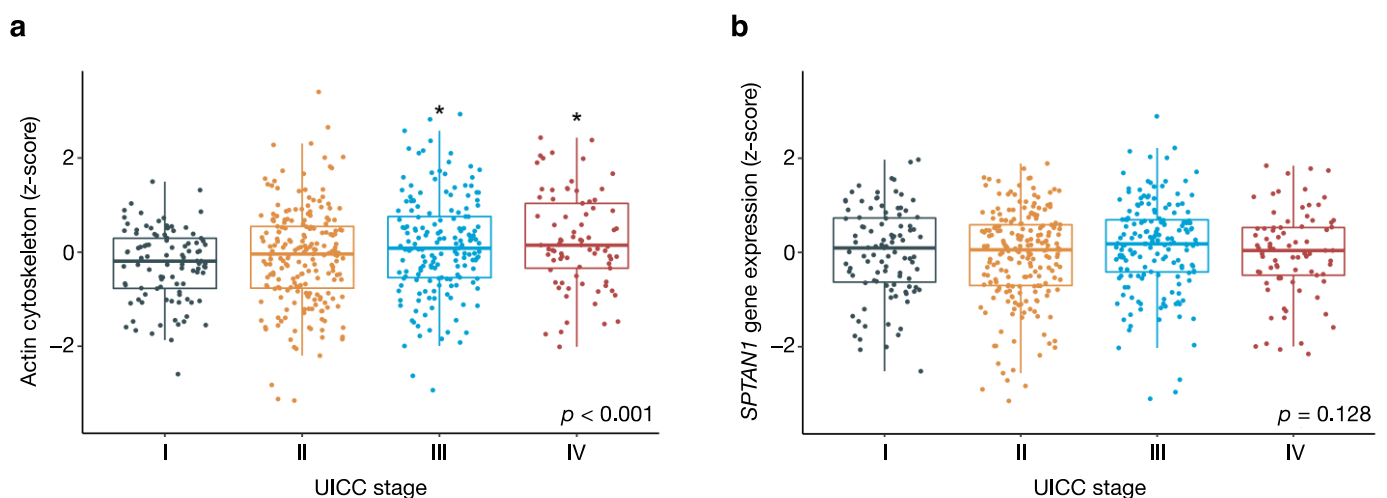 a
Actin cytoskeleton (z-score)
2
0
−2
*
*
p < 0.001
I II III IV
UICC stage
b
SPTAN1 gene expression (z-score)
2
0
−2
p = 0.128
I II III IV
UICC stage